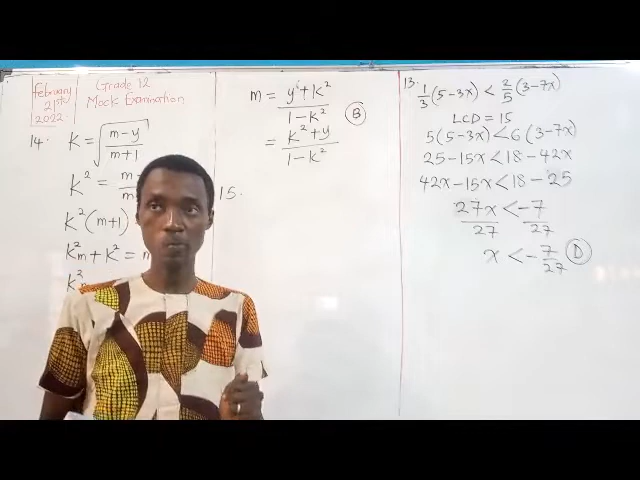 February
21st
2022
Grade 12
Mock Examination
14. K = √(m-y / m+1)
K² = m
m
K²(m+1)
K²m + K² = m
K²
m = y + K² / 1 - K²
= K² + y / 1 - K² (B)
15.
13. 1/3(5-3x) < 2/5(3-7x)
LCD = 15
5(5-3x) < 6(3-7x)
25-15x < 18-42x
42x-15x < 18-25
27x/27 < -7/27
x < -7/27 (D)